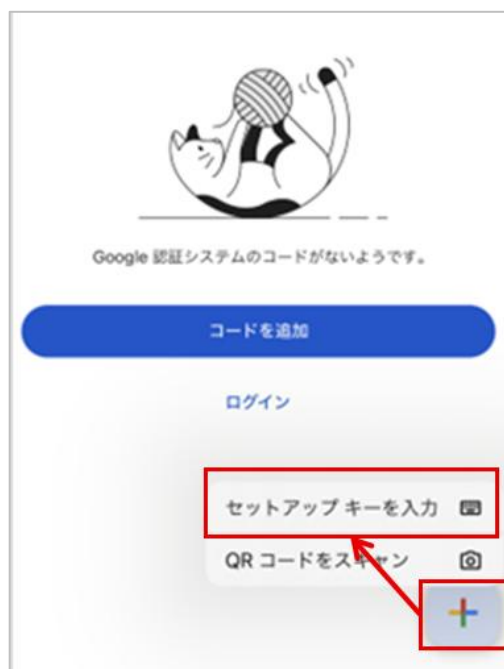 Google 認証システムのコードがないようです。
コードを追加
ログイン
セットアップ キーを入力
QR コードをスキャン